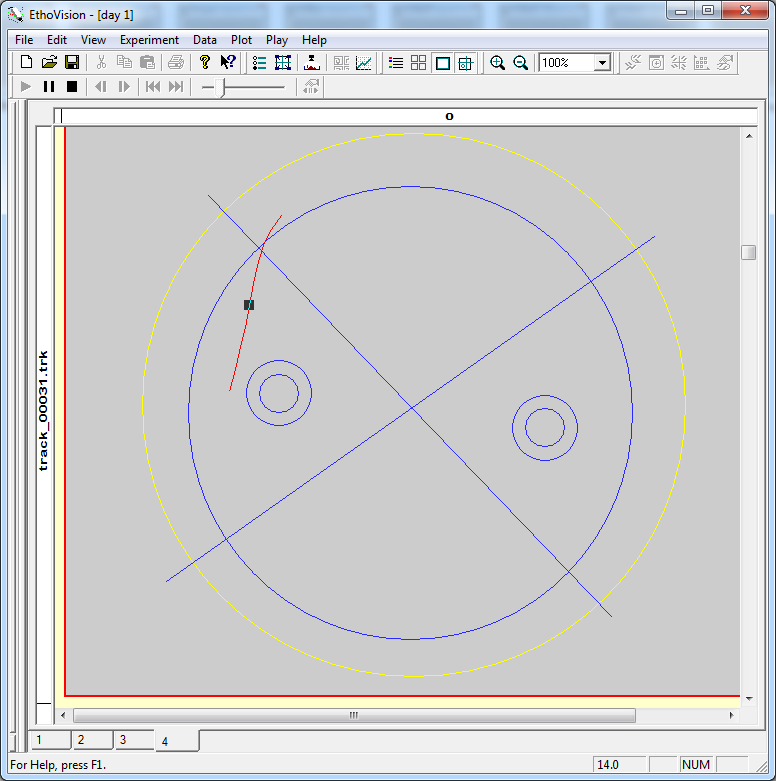 EthoVision - [day 1]
File Edit View Experiment Data Plot Play Help
100%
o
track_00031.trk
1 2 3 4
For Help, press F1.
14.0
NUM